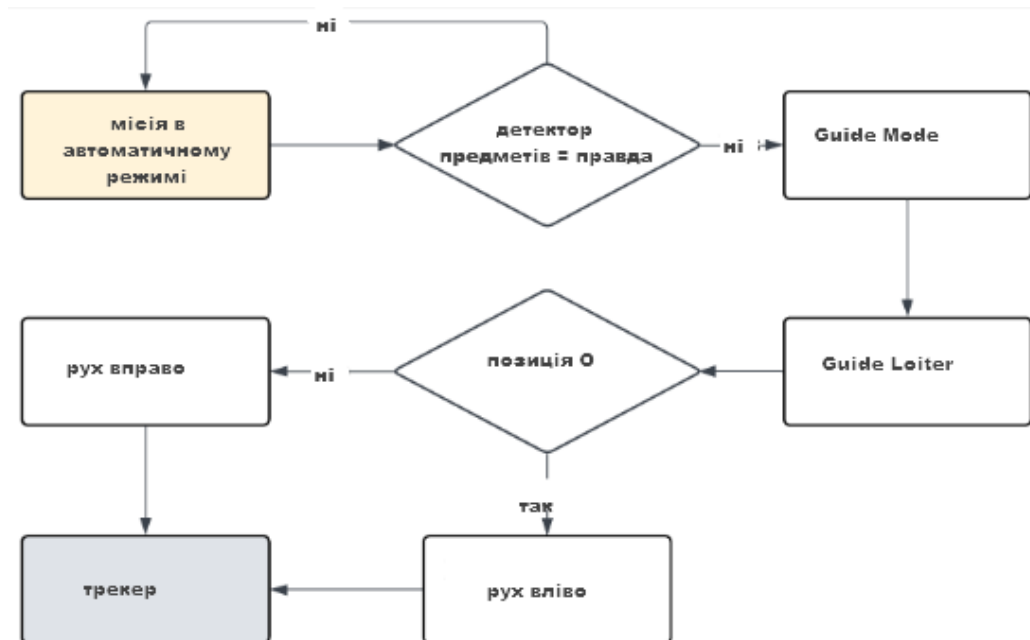 ні
місія в
автоматичному
режимі
детектор
предметів = правда
ні
Guide Mode
рух вправо
ні
позиція 0
Guide Loiter
так
трекер
рух вліво